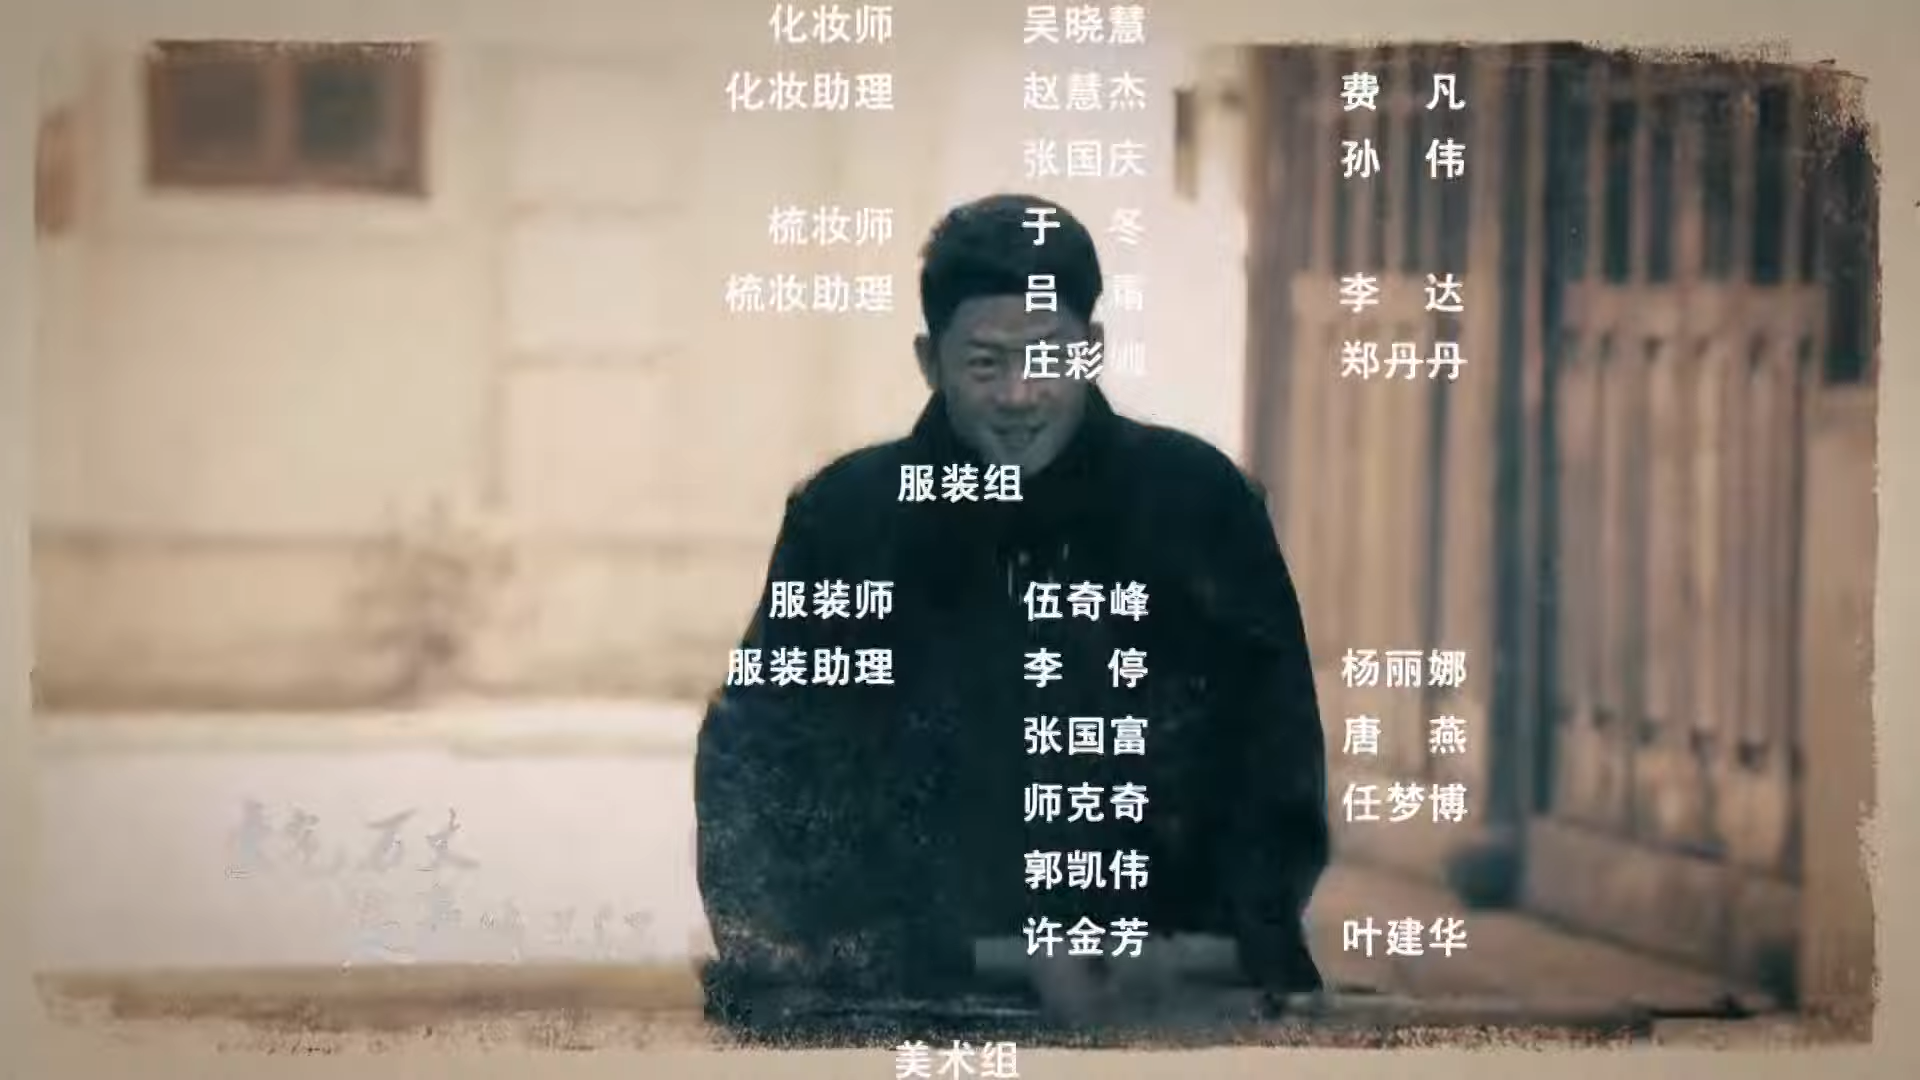 化妆师 吴晓慧
化妆助理 赵慧杰 费 凡
张国庆 孙 伟
梳妆师 于 冬
梳妆助理 吕 李 达
庄彩 郑丹丹
服装组
服装师 伍奇峰
服装助理 李 停 杨丽娜
张国富 唐 燕
师克奇 任梦博
郭凯伟
许金芳 叶建华
美术组
万丈